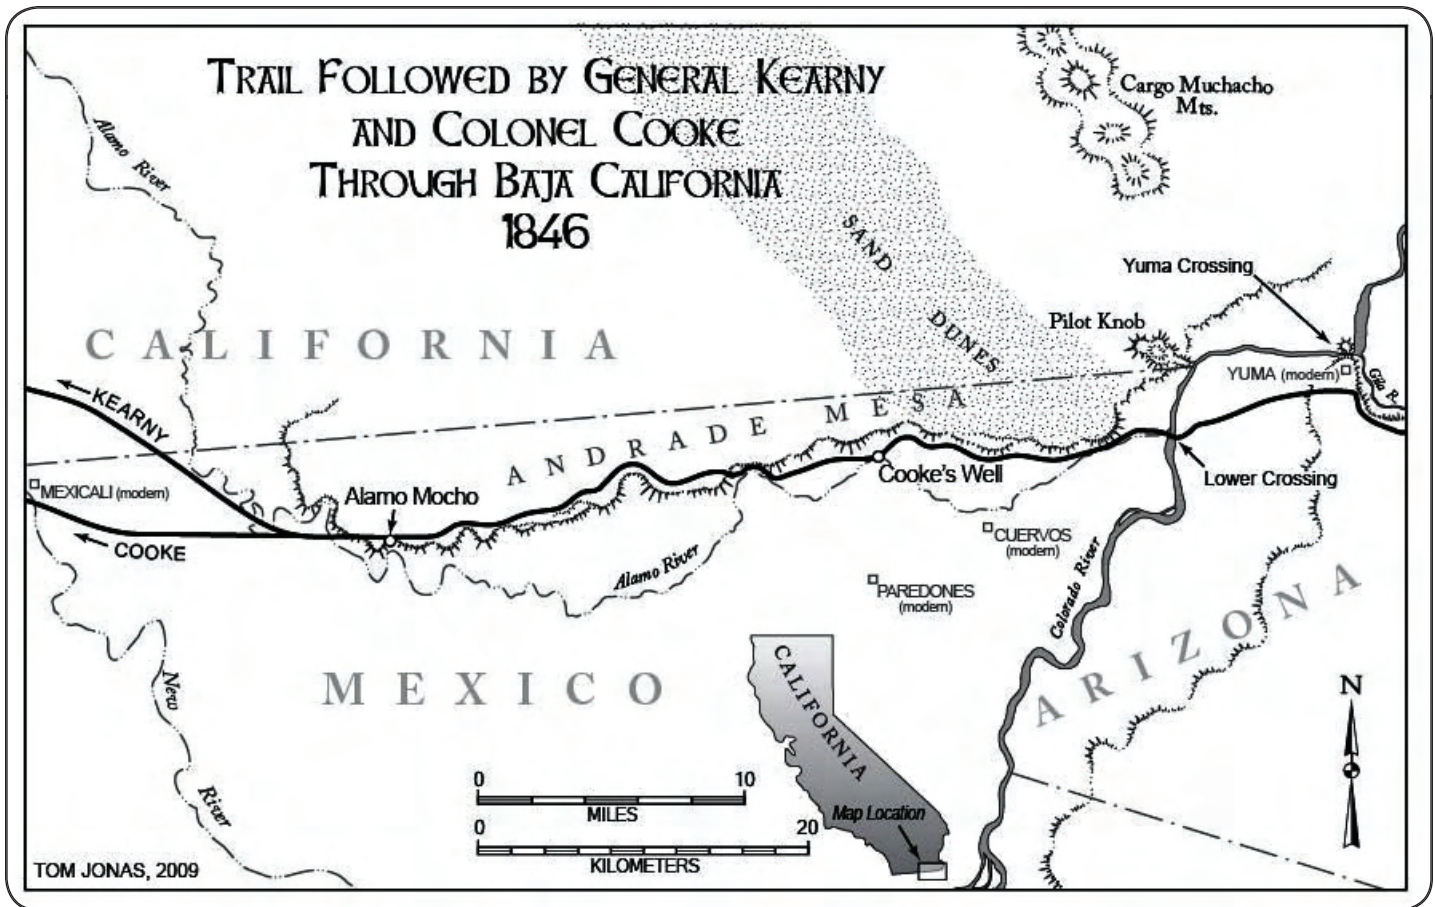 TRAIL FOLLOWED BY GENERAL KEARNY
AND COLONEL COOKE
THROUGH BAJA CALIFORNIA
1846
Cargo Muchacho
Mts.
Alamo River
SAND
DUNES
Yuma Crossing
Pilot Knob
CALIFORNIA
YUMA (modern)
Gila R.
KEARNY
ANDRADE MESA
MEXICALI (modern)
Alamo Mocho
Cooke's Well
Lower Crossing
COOKE
CUERVOS
(modern)
Alamo River
PAREDONES
(modern)
Colorado River
ARIZONA
MEXICO
New
River
CALIFORNIA
Map Location
N
0 10
MILES
0 20
KILOMETERS
TOM JONAS, 2009